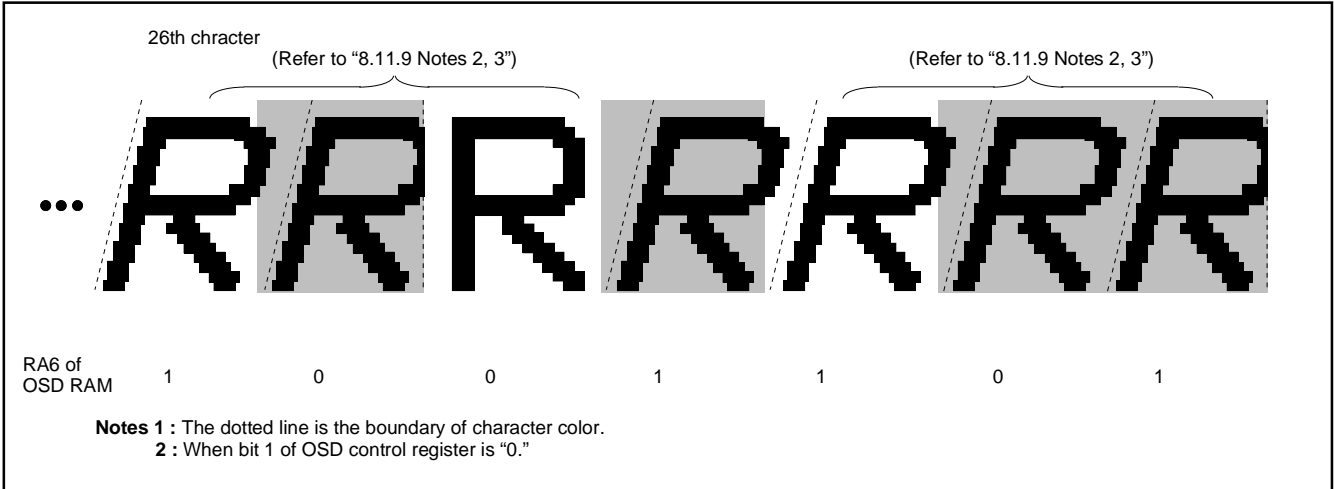 26th chracter
(Refer to “8.11.9 Notes 2, 3”) (Refer to “8.11.9 Notes 2, 3”)
••• R R R R R R R
RA6 of
OSD RAM 1 0 0 1 1 0 1
Notes 1 : The dotted line is the boundary of character color.
2 : When bit 1 of OSD control register is “0.”